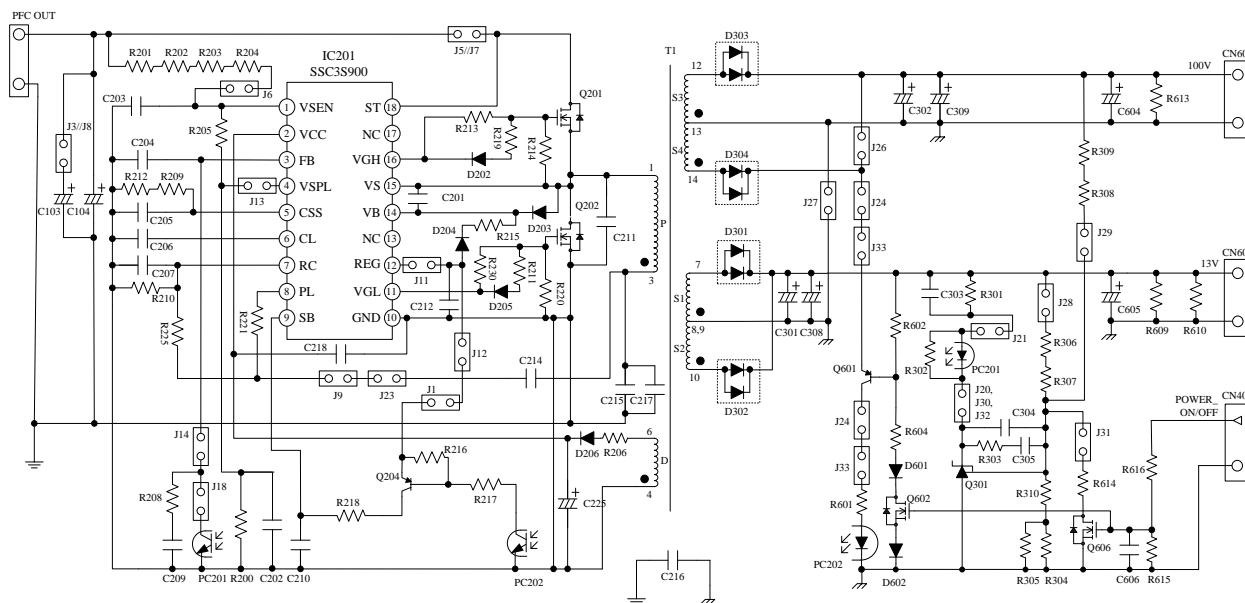 PFC OUT
R201
R202
R203
R204
J5//J7
J6
IC201
SSC3S900
T1
D303
CN60
100V
C203
1 VSEN
2 VCC
3 FB
4 VSPL
5 CSS
6 CL
7 RC
8 PL
9 SB
ST 18
NC 17
VGH 16
VS 15
VB 14
NC 13
REG 12
VGL 11
GND 10
R205
J3//J8
C204
R212
R209
J13
C103
C104
C205
C206
C207
R210
R225
R221
C218
J9
J23
J1
J12
J11
C212
C201
R213
R219
R214
D202
Q201
D203
D204
R215
Q202
C211
R230
R211
D205
R220
C214
C215
C217
1
P
3
6
D
4
12
S3
13
S4
14
7
S1
8,9
S2
10
D304
D301
D302
C302
C309
C604
R613
J26
J27
J24
J33
R309
R308
J29
CN60
13V
C301
C308
C303
R301
J28
C605
R609
R610
R602
J21
R302
PC201
R306
R307
Q601
J20,
J30,
J32
CN40
POWER_
ON/OFF
C304
J24
R604
R303
C305
J31
J33
D601
Q301
R310
R614
R616
R601
Q602
Q606
PC202
D602
R305
R304
C606
R615
J14
J18
R208
C209
PC201
R200
C202
C210
R218
Q204
R216
R217
PC202
D206
R206
C225
C216